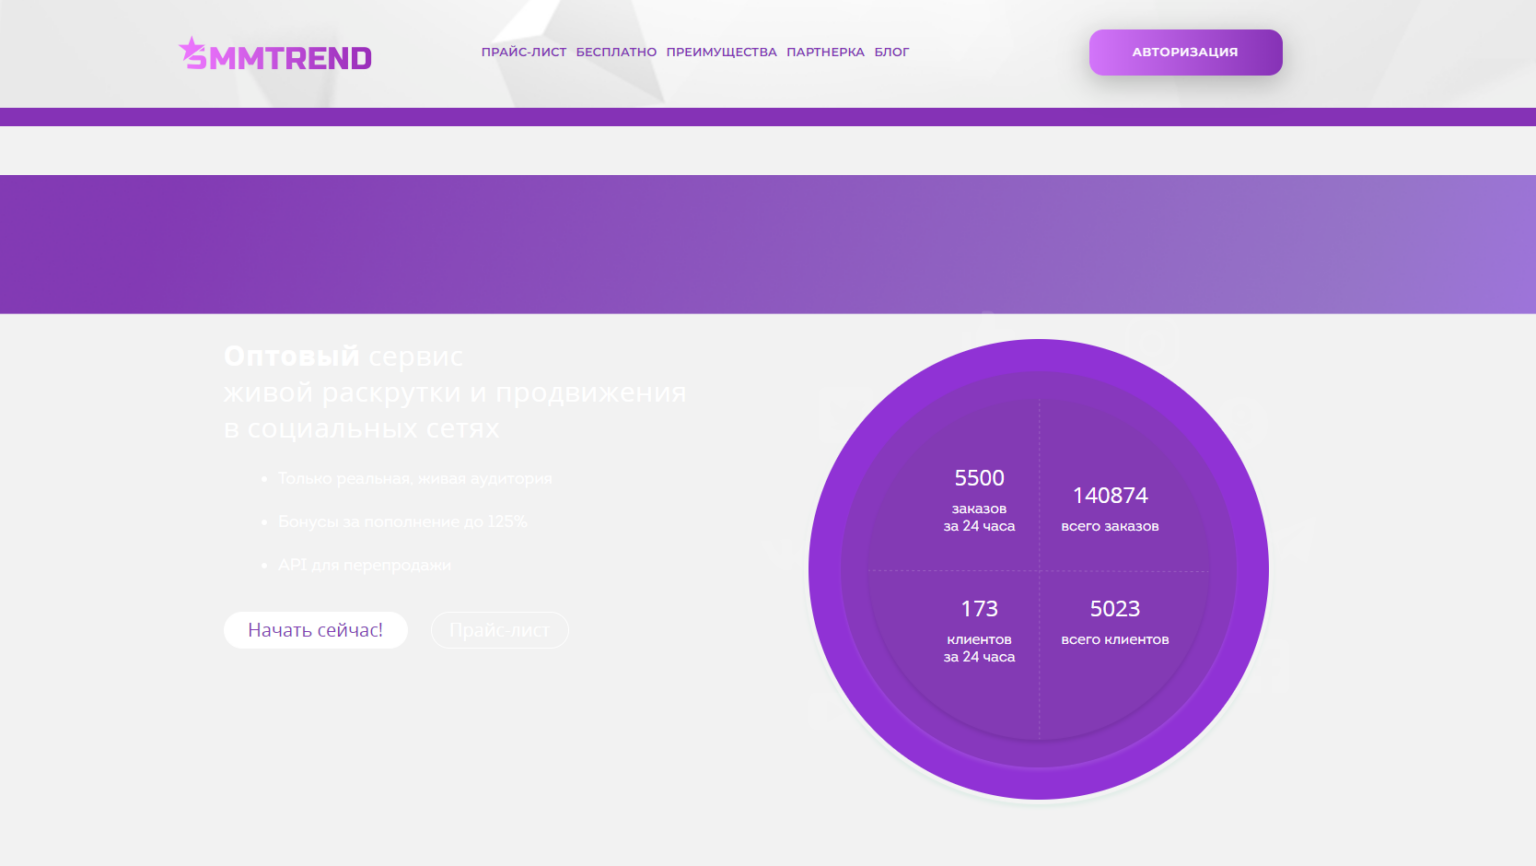 SMMTREND
ПРАЙС-ЛИСТ БЕСПЛАТНО ПРЕИМУЩЕСТВА ПАРТНЕРКА БЛОГ
АВТОРИЗАЦИЯ
Оптовый сервис
живой раскрутки и продвижения
в социальных сетях
• Только реальная, живая аудитория
• Бонусы за пополнение до 125%
• API для перепродажи
Начать сейчас!
Прайс-лист
5500
заказов
за 24 часа
140874
всего заказов
173
клиентов
за 24 часа
5023
всего клиентов